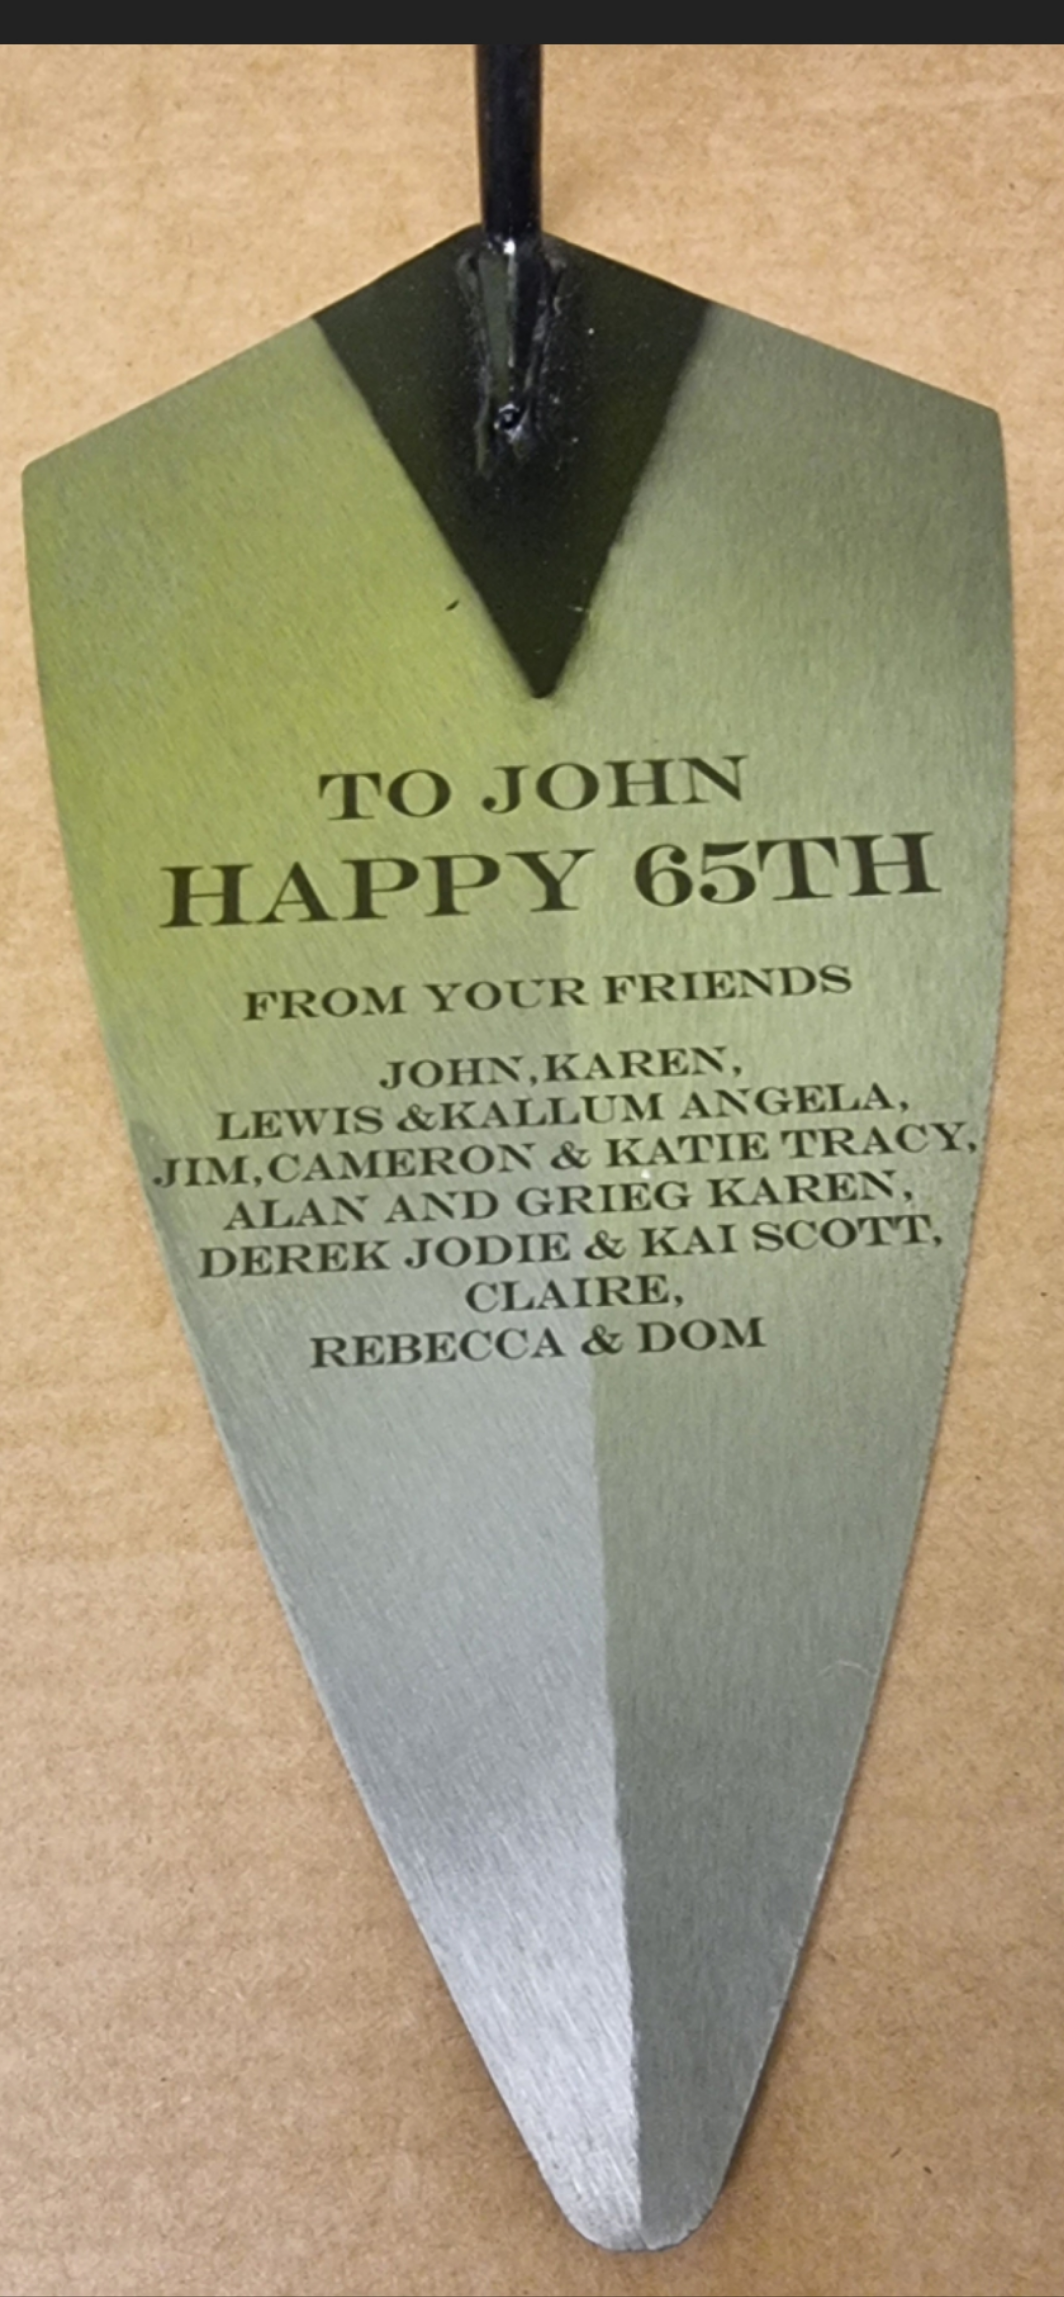 TO JOHN
HAPPY 65TH
FROM YOUR FRIENDS
JOHN,KAREN,
LEWIS &KALLUM ANGELA,
JIM,CAMERON & KATIE TRACY,
ALAN AND GRIEG KAREN,
DEREK JODIE & KAI SCOTT,
CLAIRE,
REBECCA & DOM